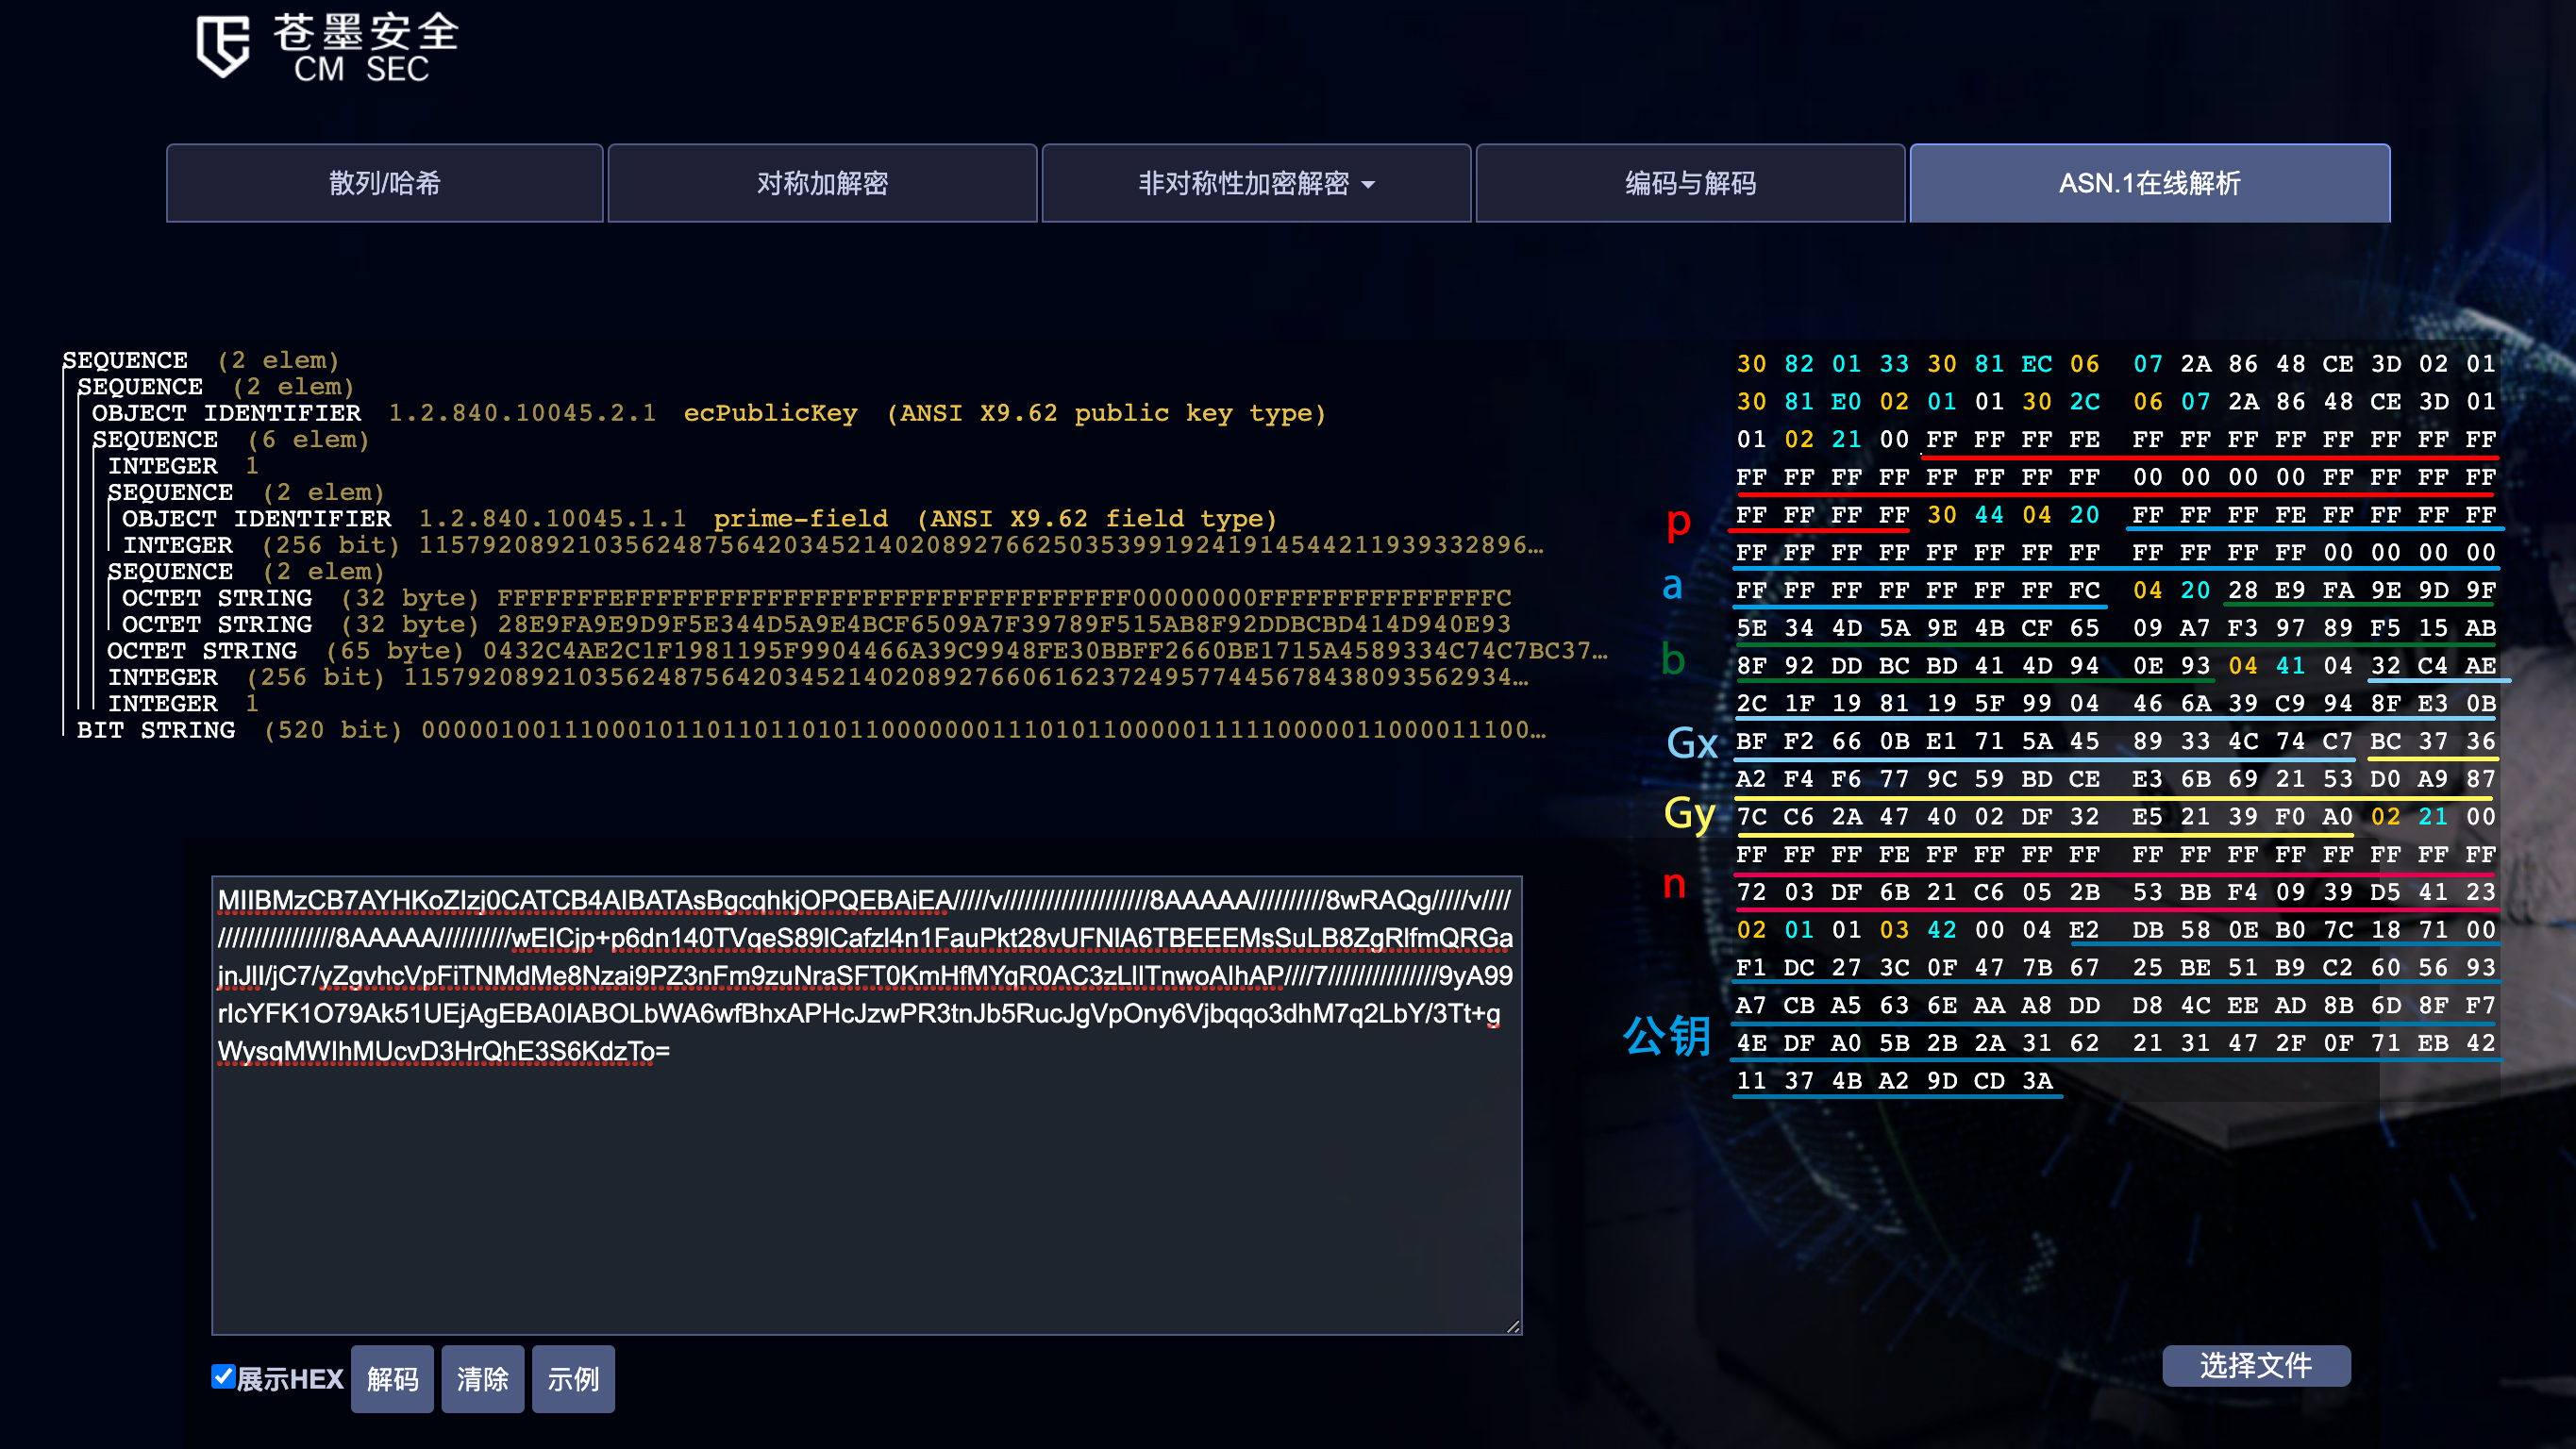 苍墨安全
CM SEC
散列/哈希
对称加解密
非对称性加密解密
编码与解码
ASN.1在线解析
SEQUENCE (2 elem)
SEQUENCE (2 elem)
OBJECT IDENTIFIER 1.2.840.10045.2.1 ecPublicKey (ANSI X9.62 public key type)
SEQUENCE (6 elem)
INTEGER 1
SEQUENCE (2 elem)
OBJECT IDENTIFIER 1.2.840.10045.1.1 prime-field (ANSI X9.62 field type)
INTEGER (256 bit) 115792089210356248756420345214020892766250353991924191454421193933289​6…
SEQUENCE (2 elem)
OCTET STRING (32 byte) FFFFFFFEFFFFFFFFFFFFFFFFFFFFFFFFFFFFFFFF00000000FFFFFFFFFFFFFFFC
OCTET STRING (32 byte) 28E9FA9E9D9F5E344D5A9E4BCF6509A7F39789F515AB8F92DDBCBD414D940E93
OCTET STRING (65 byte) 0432C4AE2C1F1981195F9904466A39C9948FE30BBFF2660BE1715A4589334C74C7BC37…
INTEGER (256 bit) 1157920892103562487564203452140208927660616237249577445678438093562934…
INTEGER 1
BIT STRING (520 bit) 0000010011100010110110110101100000001110101100000111110000011000011100…
30 82 01 33 30 81 EC 06 07 2A 86 48 CE 3D 02 01
30 81 E0 02 01 01 30 2C 06 07 2A 86 48 CE 3D 01
01 02 21 00 FF FF FF FE FF FF FF FF FF FF FF FF
FF FF FF FF FF FF FF FF 00 00 00 00 FF FF FF FF
p FF FF FF FF 30 44 04 20 FF FF FF FE FF FF FF FF
FF FF FF FF FF FF FF FF FF FF FF FF 00 00 00 00
a FF FF FF FF FF FF FF FC 04 20 28 E9 FA 9E 9D 9F
5E 34 4D 5A 9E 4B CF 65 09 A7 F3 97 89 F5 15 AB
b 8F 92 DD BC BD 41 4D 94 0E 93 04 41 04 32 C4 AE
2C 1F 19 81 19 5F 99 04 46 6A 39 C9 94 8F E3 0B
Gx BF F2 66 0B E1 71 5A 45 89 33 4C 74 C7 BC 37 36
A2 F4 F6 77 9C 59 BD CE E3 6B 69 21 53 D0 A9 87
Gy 7C C6 2A 47 40 02 DF 32 E5 21 39 F0 A0 02 21 00
FF FF FF FE FF FF FF FF FF FF FF FF FF FF FF FF
n 72 03 DF 6B 21 C6 05 2B 53 BB F4 09 39 D5 41 23
02 01 01 03 42 00 04 E2 DB 58 0E B0 7C 18 71 00
F1 DC 27 3C 0F 47 7B 67 25 BE 51 B9 C2 60 56 93
A7 CB A5 63 6E AA A8 DD D8 4C EE AD 8B 6D 8F F7
公钥 4E DF A0 5B 2B 2A 31 62 21 31 47 2F 0F 71 EB 42
11 37 4B A2 9D CD 3A
MIIBMzCB7AYHKoZIzj0CATCB4AIBATAsBgcqhkjOPQEBAiEA/////v////////////////////8AAAAA//////////8wRAQg/////v////
////////////////8AAAAA//////////wEICjp+p6dn140TVqeS89lCafzl4n1FauPkt28vUFNlA6TBEEEMsSuLB8ZgRlfmQRGa
jnJlI/jC7/yZgvhcVpFiTNMdMe8Nzai9PZ3nFm9zuNraSFT0KmHfMYqR0AC3zLlITnwoAIhAP////7///////////////9yA99
rIcYFK1O79Ak51UEjAgEBA0IABOLbWA6wfBhxAPHcJzwPR3tnJb5RucJgVpOny6Vjbqqo3dhM7q2LbY/3Tt+g
WysqMWIhMUcvD3HrQhE3S6KdzTo=
展示HEX 解码 清除 示例
选择文件